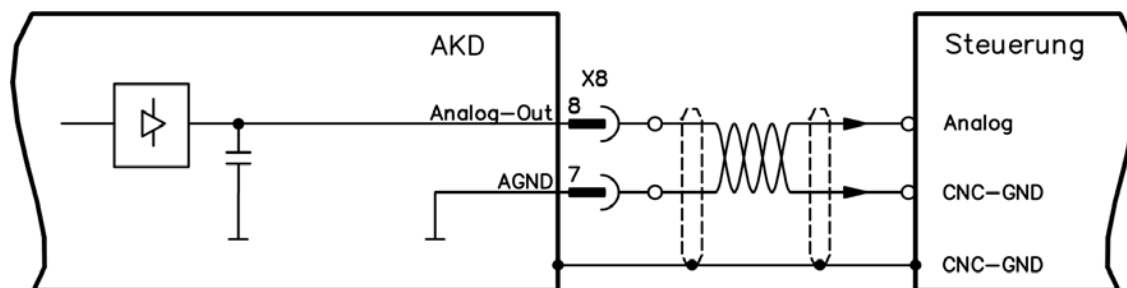 AKD
Steuerung
X8
Analog-Out 8
Analog
AGND 7
CNC-GND
CNC-GND